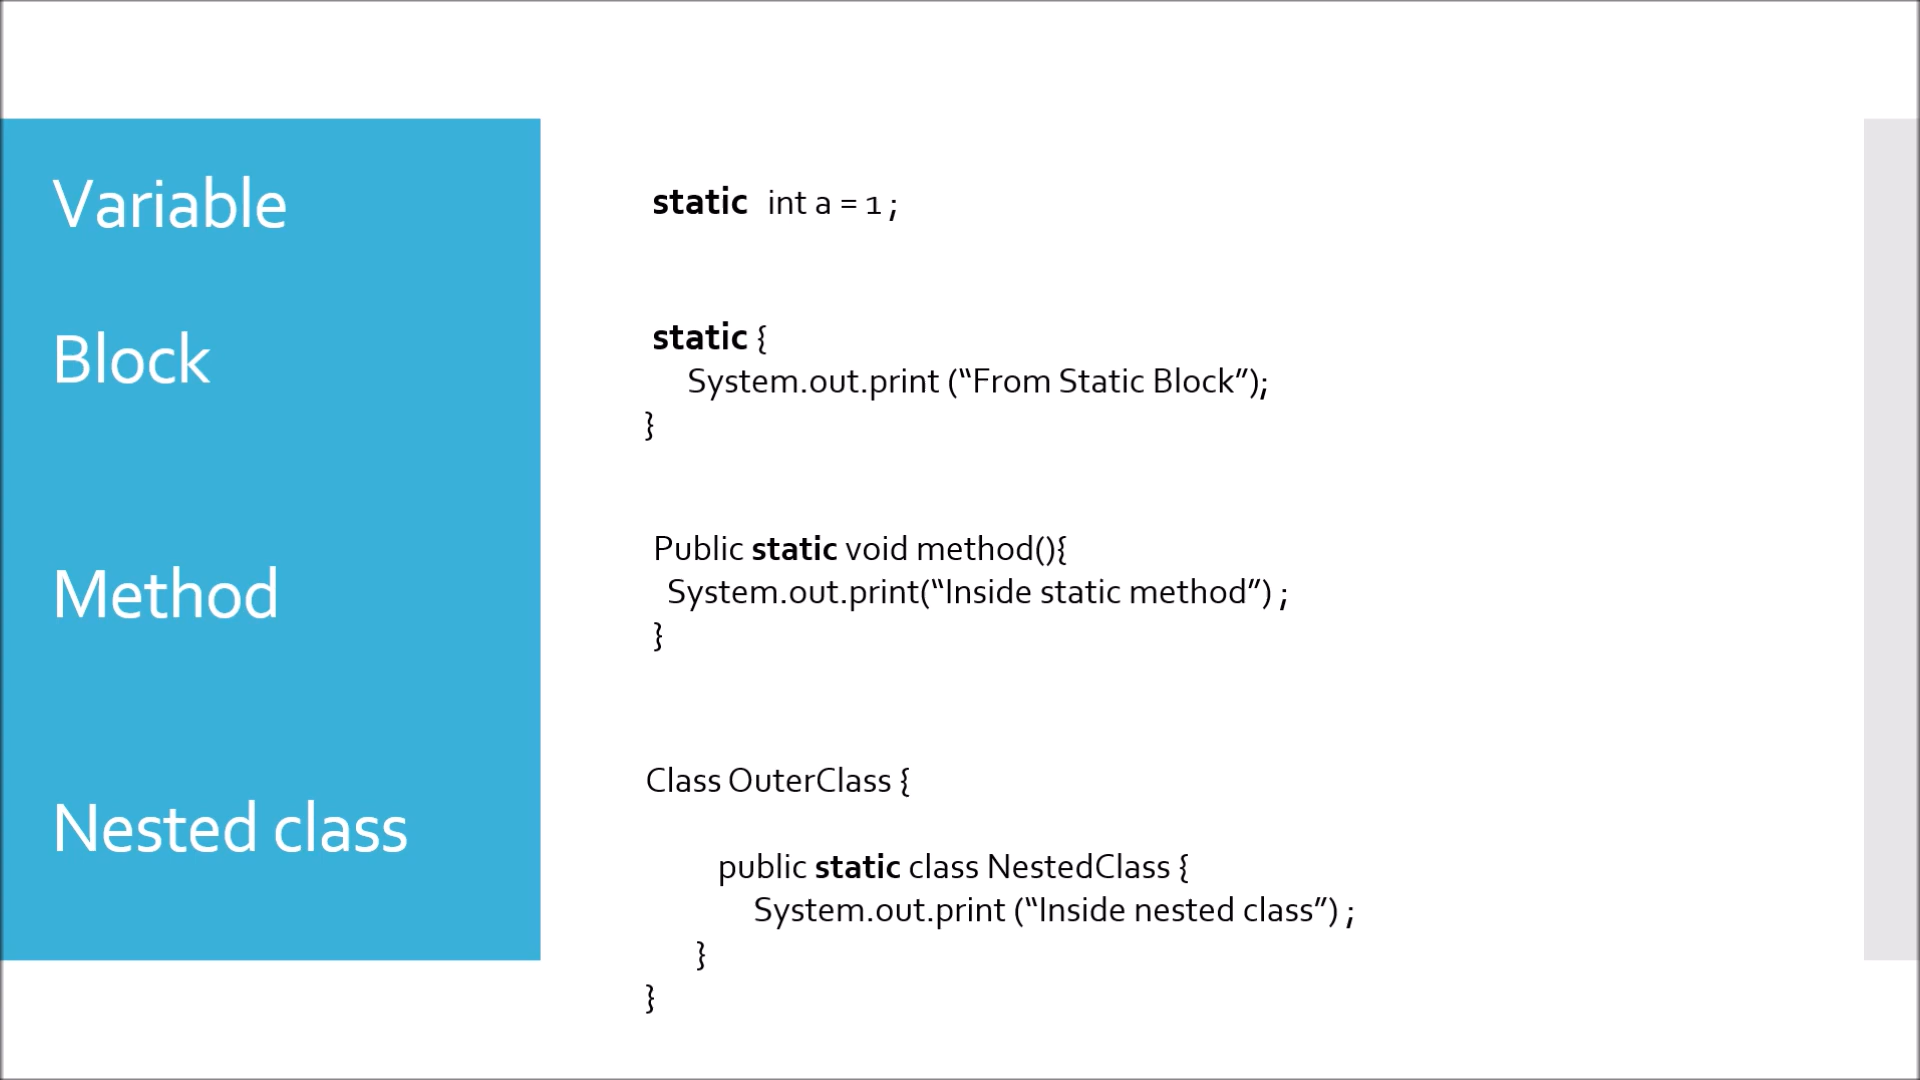 Variable
static int a = 1 ;
Block
static {
System.out.print (“From Static Block”);
}
Method
Public static void method(){
System.out.print(“Inside static method”) ;
}
Nested class
Class OuterClass {
public static class NestedClass {
System.out.print (“Inside nested class”) ;
}
}